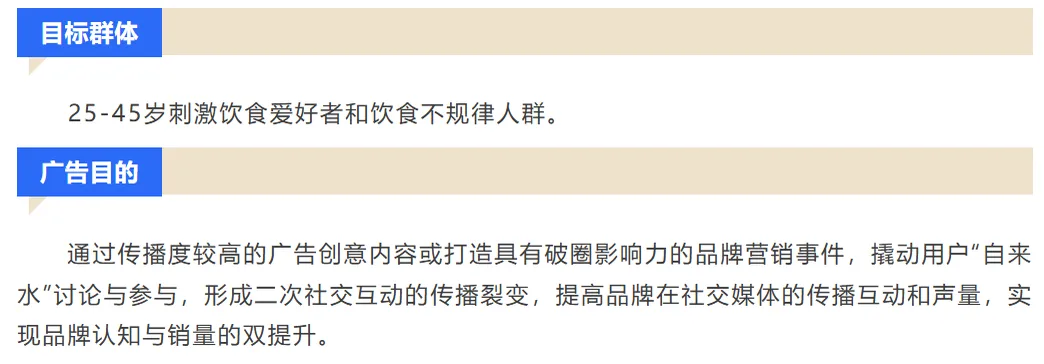 目标群体
25-45岁刺激饮食爱好者和饮食不规律人群。
广告目的
通过传播度较高的广告创意内容或打造具有破圈影响力的品牌营销事件，撬动用户“自来
水”讨论与参与，形成二次社交互动的传播裂变，提高品牌在社交媒体的传播互动和声量，实
现品牌认知与销量的双提升。